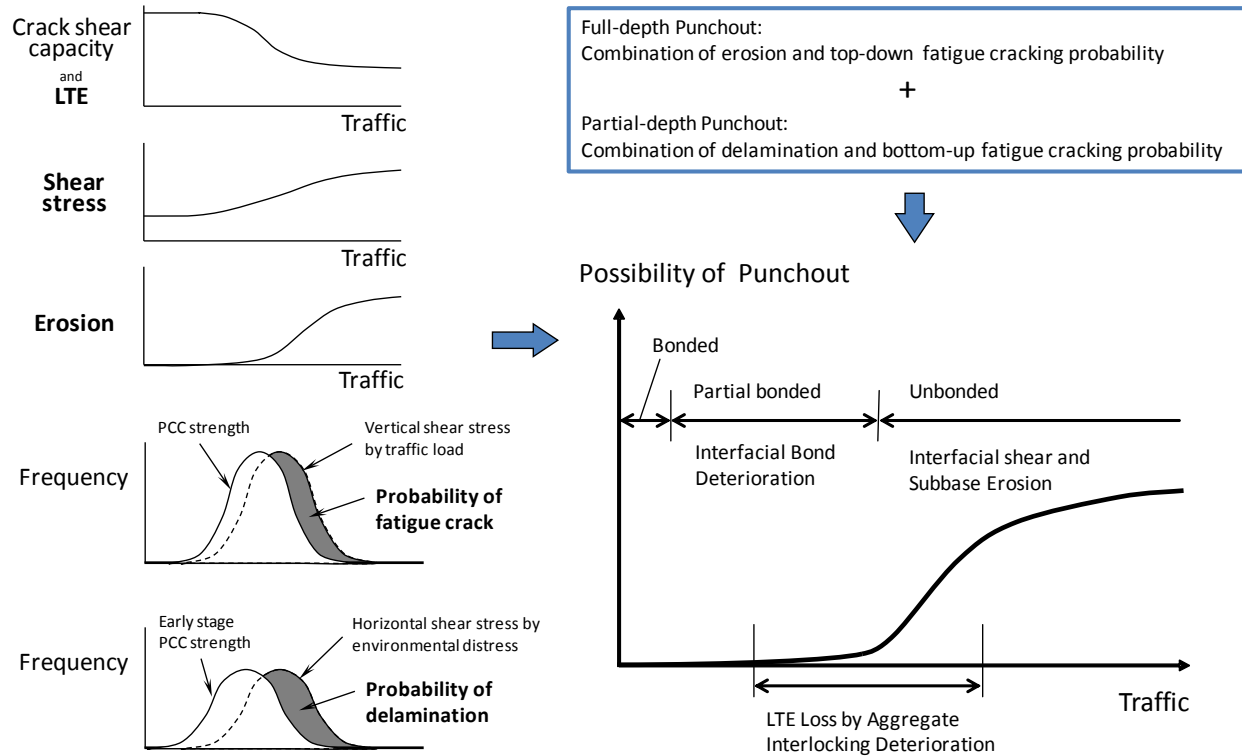 Crack shear
capacity
and
LTE
Traffic
Shear
stress
Traffic
Erosion
Traffic
PCC strength
Vertical shear stress
by traffic load
Frequency
Probability of
fatigue crack
Early stage
PCC strength
Horizontal shear stress by
environmental distress
Frequency
Probability of
delamination
Full-depth Punchout:
Combination of erosion and top-down fatigue cracking probability
+
Partial-depth Punchout:
Combination of delamination and bottom-up fatigue cracking probability
Possibility of Punchout
Bonded
Partial bonded
Unbonded
Interfacial Bond
Deterioration
Interfacial shear and
Subbase Erosion
Traffic
LTE Loss by Aggregate
Interlocking Deterioration